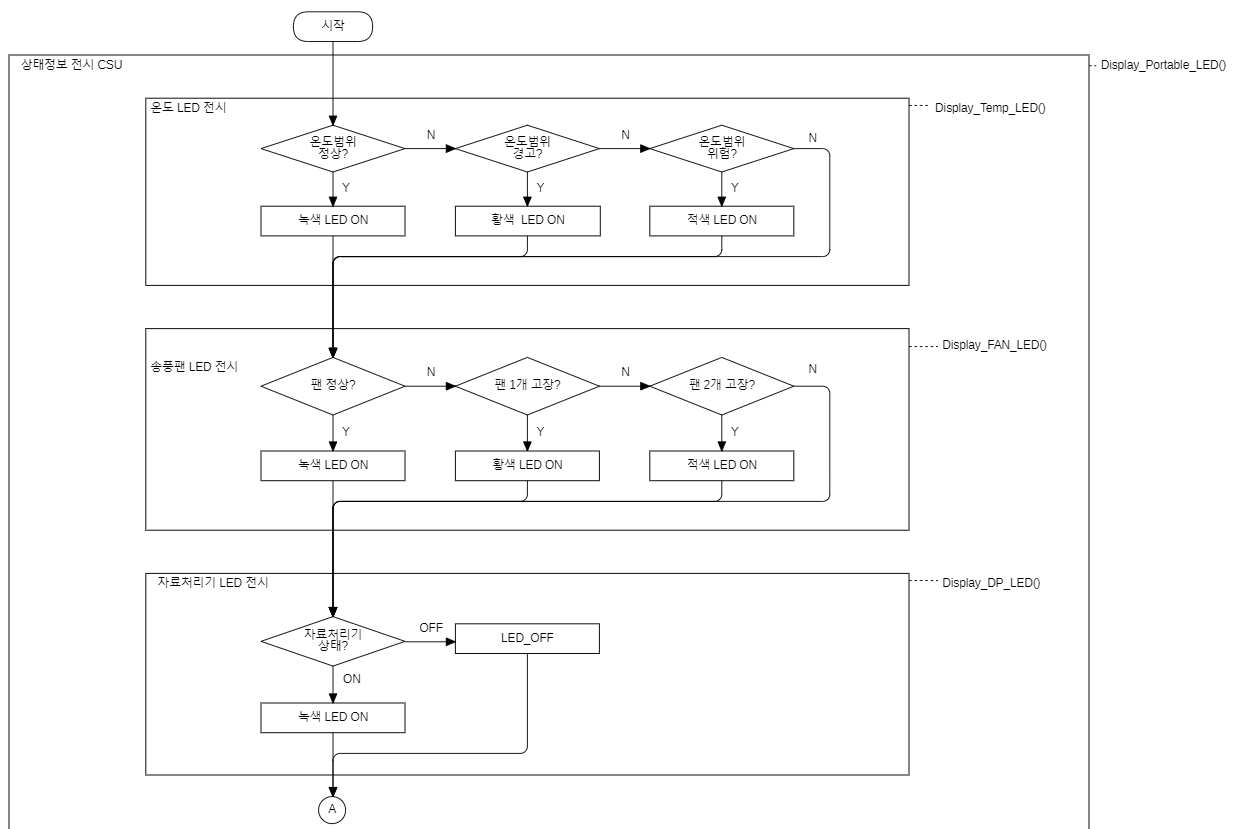 시작
상태정보 전시 CSU
Display_Portable_LED()
온도 LED 전시
Display_Temp_LED()
온도범위
정상?
N
온도범위
경고?
N
온도범위
위험?
N
Y
Y
Y
녹색 LED ON
황색 LED ON
적색 LED ON
송풍팬 LED 전시
Display_FAN_LED()
팬 정상?
N
팬 1개 고장?
N
팬 2개 고장?
N
Y
Y
Y
녹색 LED ON
황색 LED ON
적색 LED ON
자료처리기 LED 전시
Display_DP_LED()
자료처리기
상태?
OFF
LED_OFF
ON
녹색 LED ON
A